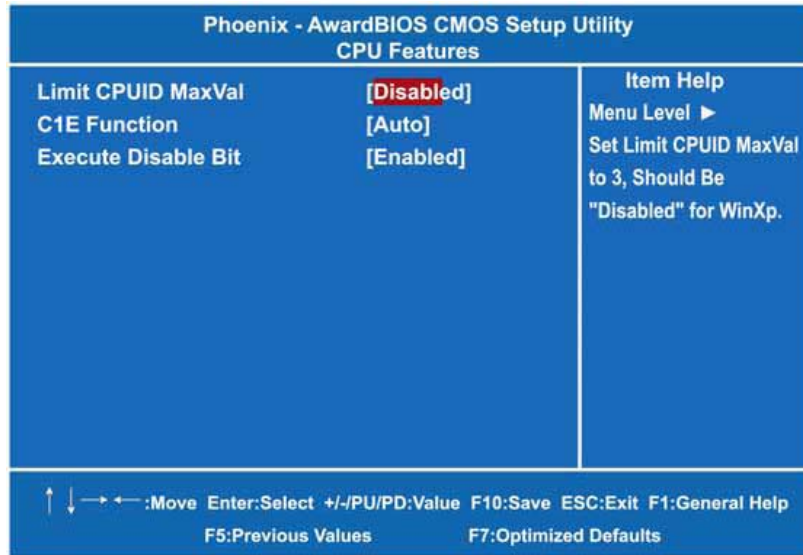 Phoenix - AwardBIOS CMOS Setup Utility
CPU Features
Limit CPUID MaxVal [Disabled]
C1E Function [Auto]
Execute Disable Bit [Enabled]
Item Help
Menu Level ►
Set Limit CPUID MaxVal
to 3, Should Be
"Disabled" for WinXp.
↑ ↓ → ← :Move Enter:Select +/-/PU/PD:Value F10:Save ESC:Exit F1:General Help
F5:Previous Values F7:Optimized Defaults